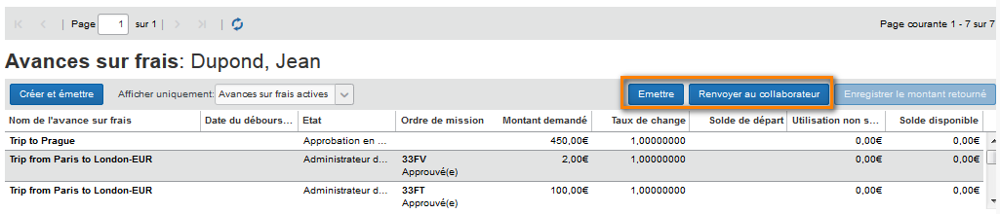 Page 1 sur 1 Page courante 1 - 7 sur 7
Avances sur frais: Dupond, Jean
Créer et émettre Afficher uniquement: Avances sur frais actives Emettre Renvoyer au collaborateur Enregistrer le montant retourné
Nom de l'avance sur frais Date du débours... Etat Ordre de mission Montant demandé Taux de change Solde de départ Utilisation non s... Solde disponible
Trip to Prague Approbation en ... 450,00€ 1,00000000 0,00€ 0,00€
Trip from Paris to London-EUR Administrateur d... 33FV 2,00€ 1,00000000 0,00€ 0,00€
Approuvé(e)
Trip from Paris to London-EUR Administrateur d... 33FT 100,00€ 1,00000000 0,00€ 0,00€
Approuvé(e)